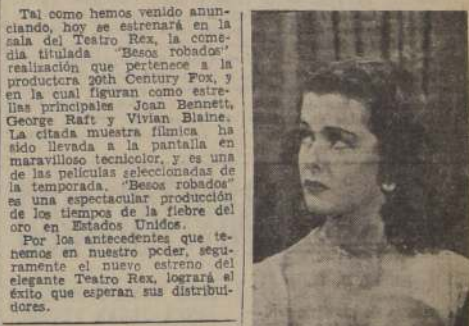 Tal como hemos venido anun-
ciando, hoy se estrenará en la
sala del Teatro Rex, la come-
dia titulada "Besos robados"
realización que pertenece a la
productora 20th Century Fox, y
en la cual figuran como estre-
llas principales Joan Bennett,
George Raft y Vivian Blaine.
La citada muestra fílmica ha
sido llevada a la pantalla en
maravilloso tecnicolor, y es una
de las películas seleccionadas de
la temporada. "Besos robados"
es una espectacular producción
de los tiempos de la fiebre del
oro en Estados Unidos.
Por los antecedentes que te-
hemos en nuestro poder, segu-
ramente el nuevo estreno del
elegante Teatro Rex, logrará el
éxito que esperan sus distribui-
dores.